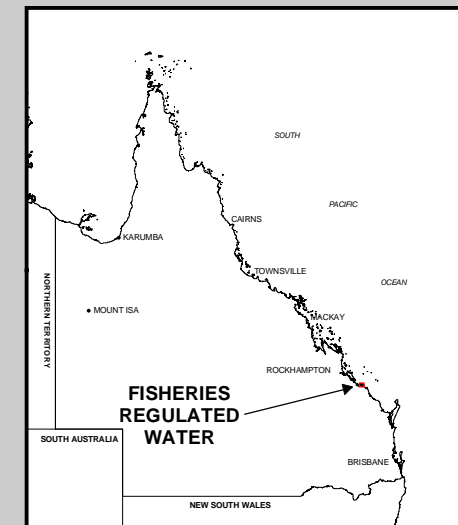 SOUTH
PACIFIC
CAIRNS
KARUMBA
TOWNSVILLE
OCEAN
NORTHERN TERRITORY
MOUNT ISA
MACKAY
ROCKHAMPTON
FISHERIES
REGULATED
WATER
SOUTH AUSTRALIA
BRISBANE
NEW SOUTH WALES